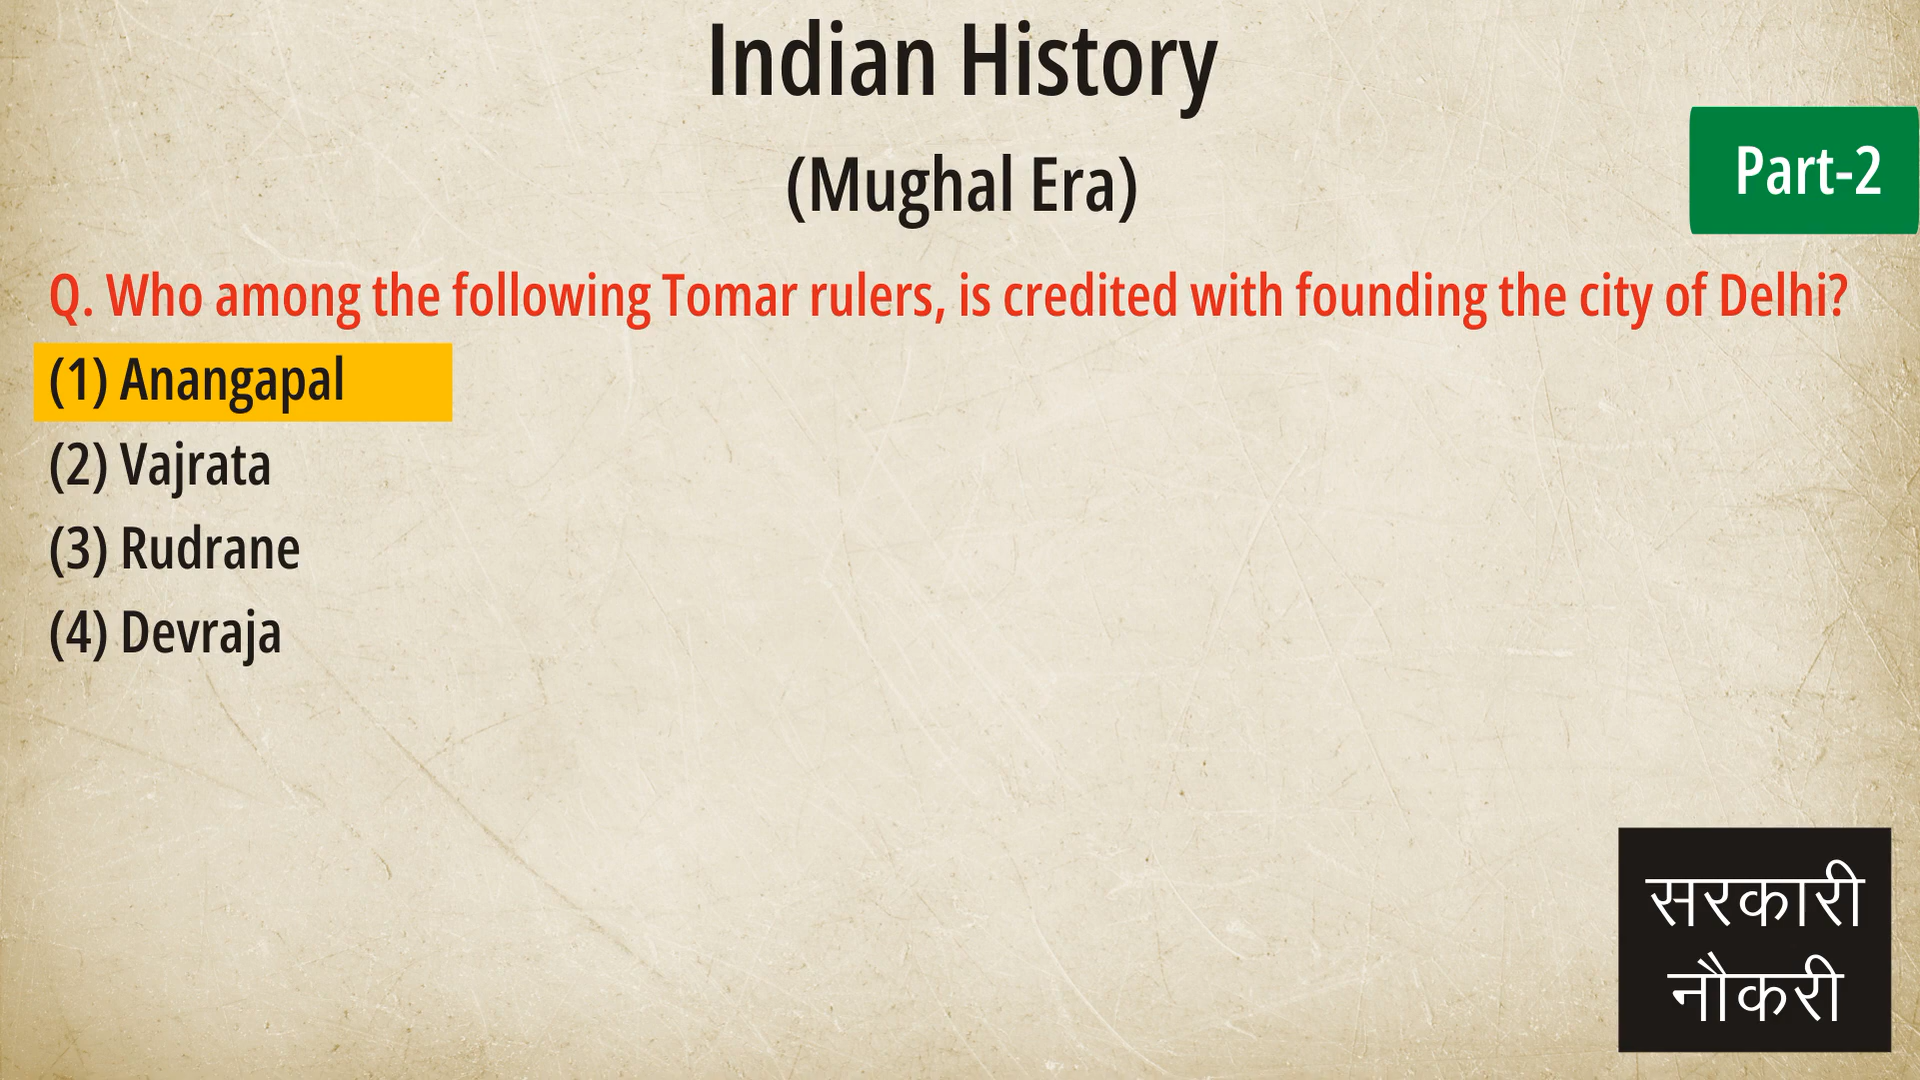 Indian History
(Mughal Era)
Part-2
Q. Who among the following Tomar rulers, is credited with founding the city of Delhi?
(1) Anangapal
(2) Vajrata
(3) Rudrane
(4) Devraja
सरकारी
नौकरी